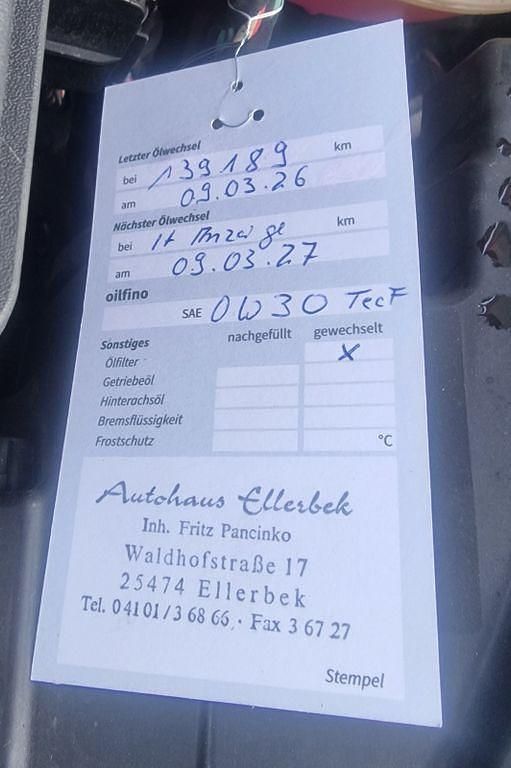 Letzter Ölwechsel
bei 139189 km
am 09.03.26
Nächster Ölwechsel
bei lt Anzeige km
am 09.03.27
oilfino
SAE 0W30 TecF
Sonstiges nachgefüllt gewechselt
Ölfilter X
Getriebeöl
Hinterachsöl
Bremsflüssigkeit
Frostschutz °C
Autohaus Ellerbek
Inh. Fritz Pancinko
Waldhofstraße 17
25474 Ellerbek
Tel. 04101/3 68 66 · Fax 3 67 27
Stempel